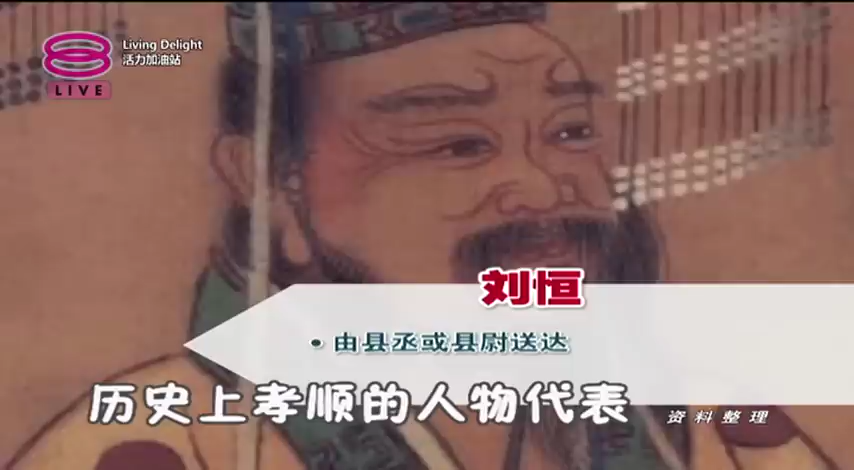 Living Delight
活力加油站
LIVE
刘恒
• 由县丞或县尉送达
历史上孝顺的人物代表
资料整理